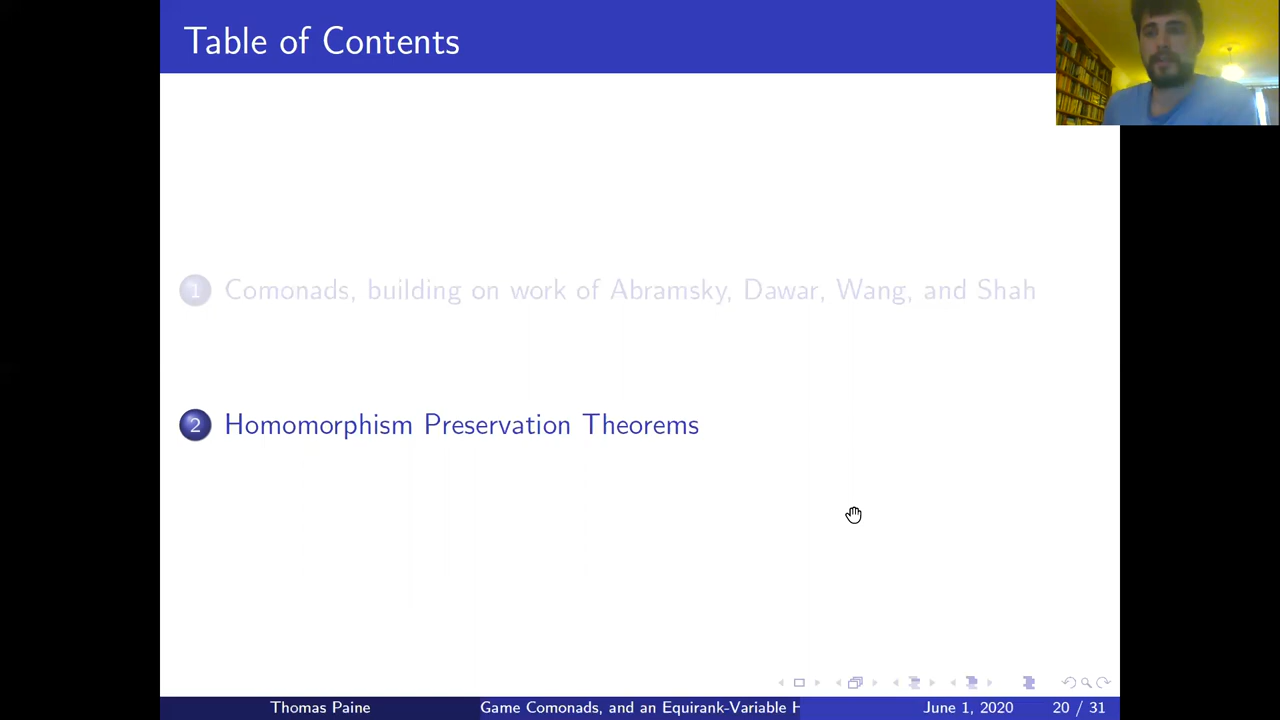 Table of Contents
1 Comonads, building on work of Abramsky, Dawar, Wang, and Shah
2 Homomorphism Preservation Theorems
Thomas Paine
Game Comonads, and an Equirank-Variable H
June 1, 2020
20 / 31